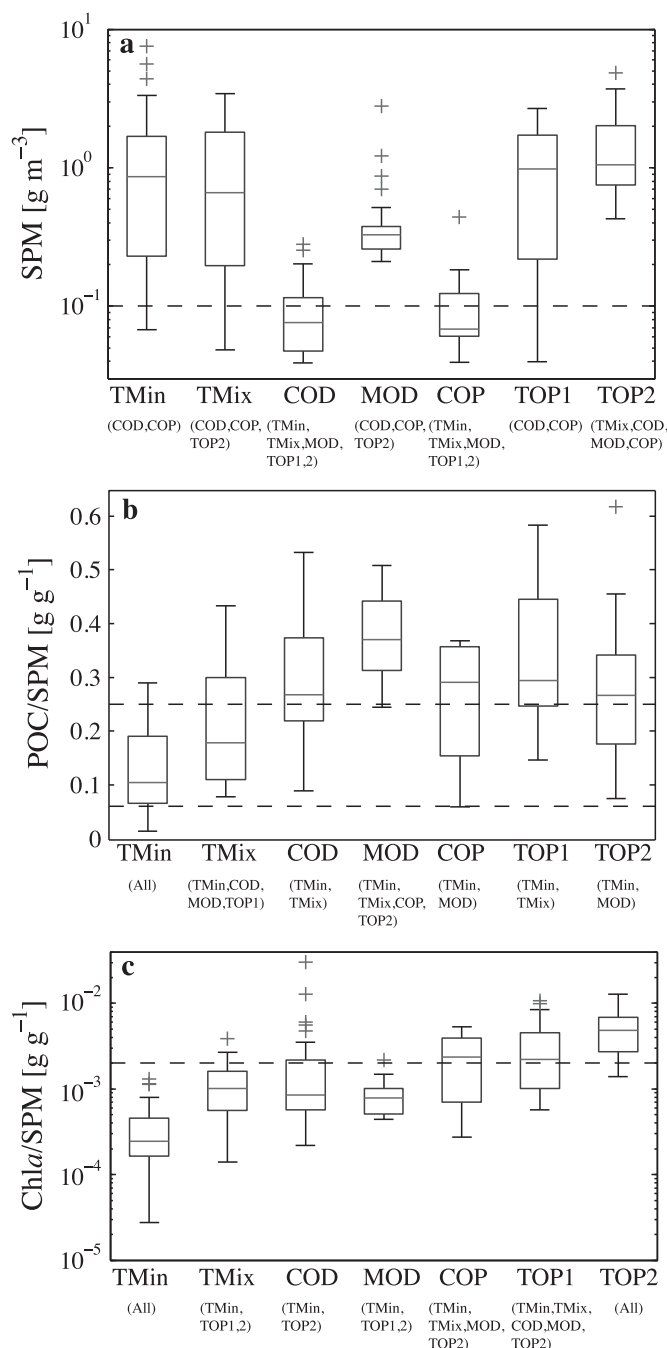 a
10¹
10⁰
10⁻¹
SPM [g m⁻³]
TMin TMix COD MOD COP TOP1 TOP2
(COD,COP) (COD,COP, TOP2) (TMin, TMix,MOD, TOP1,2) (COD,COP, TOP2) (TMin, TMix,MOD, TOP1,2) (COD,COP) (TMix,COD, MOD,COP)
b
0.6
0.5
0.4
0.3
0.2
0.1
0
POC/SPM [g g⁻¹]
TMin TMix COD MOD COP TOP1 TOP2
(All) (TMin,COD, MOD,TOP1) (TMin, TMix) (TMin, TMix,COP, TOP2) (TMin, MOD) (TMin, TMix) (TMin, MOD)
c
10⁻²
10⁻³
10⁻⁴
10⁻⁵
Chla/SPM [g g⁻¹]
TMin TMix COD MOD COP TOP1 TOP2
(All) (TMin, TOP1,2) (TMin, TOP2) (TMin, TOP1,2) (TMin, TMix,MOD, TOP2) (TMin,TMix, COD,MOD, TOP2) (All)